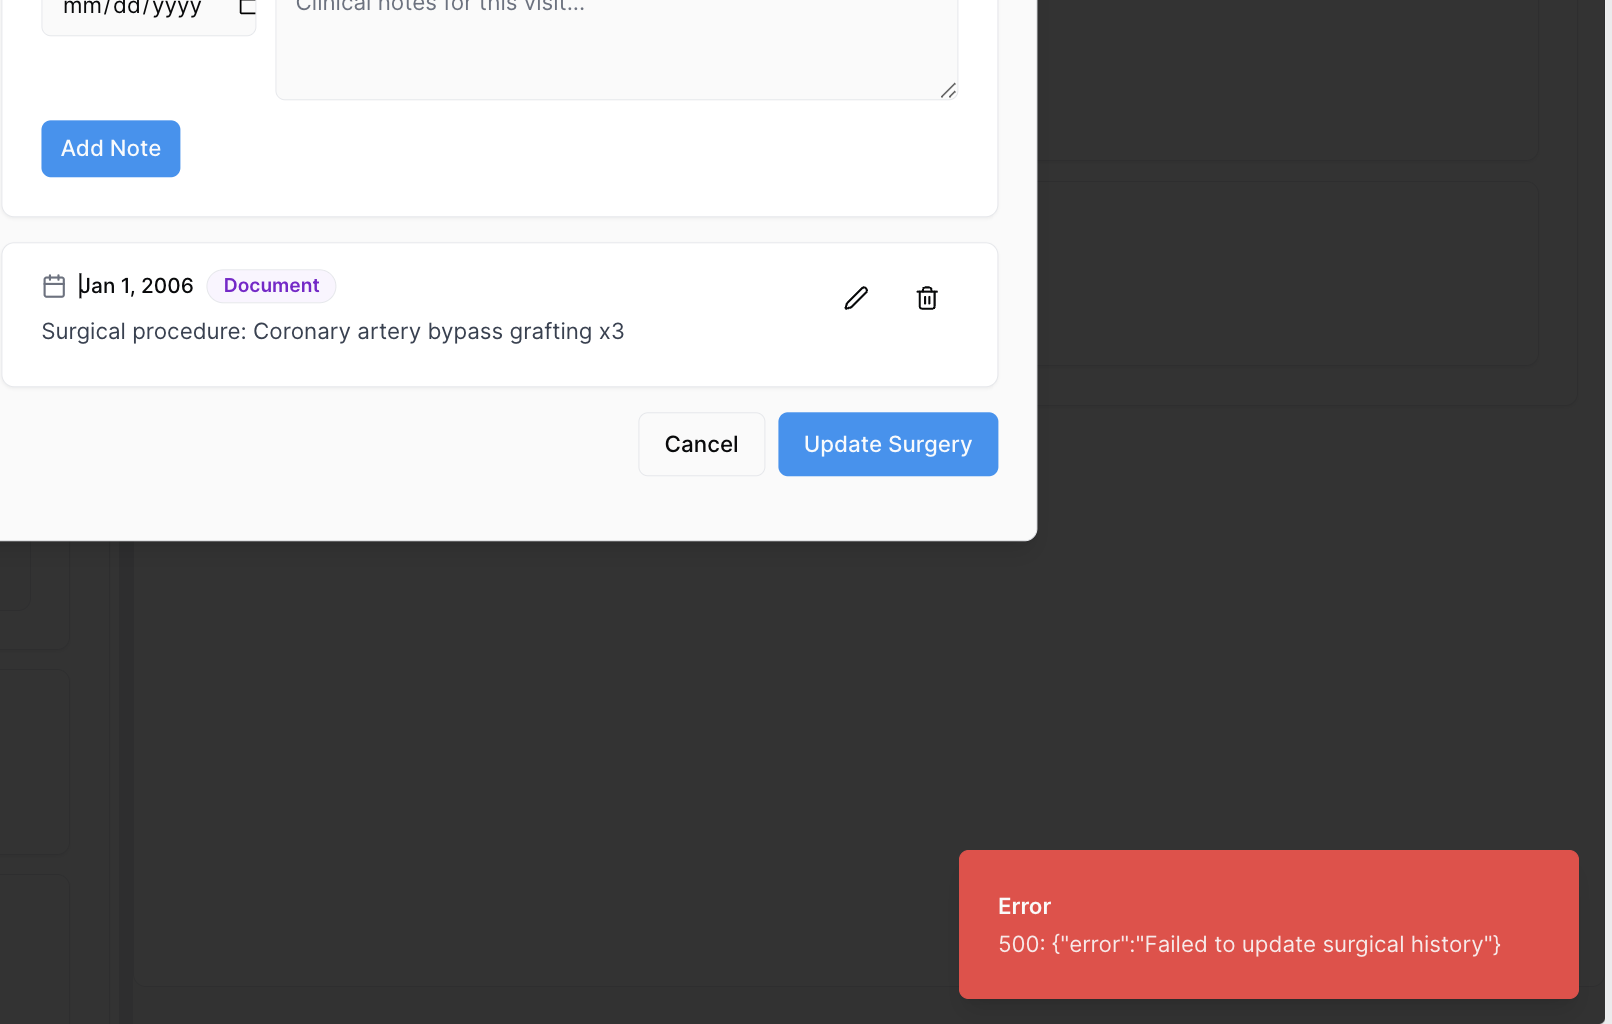 mm/dd/yyyy
Clinical notes for this visit...
Add Note
Jan 1, 2006 Document
Surgical procedure: Coronary artery bypass grafting x3
Cancel Update Surgery
Error
500: {"error":"Failed to update surgical history"}